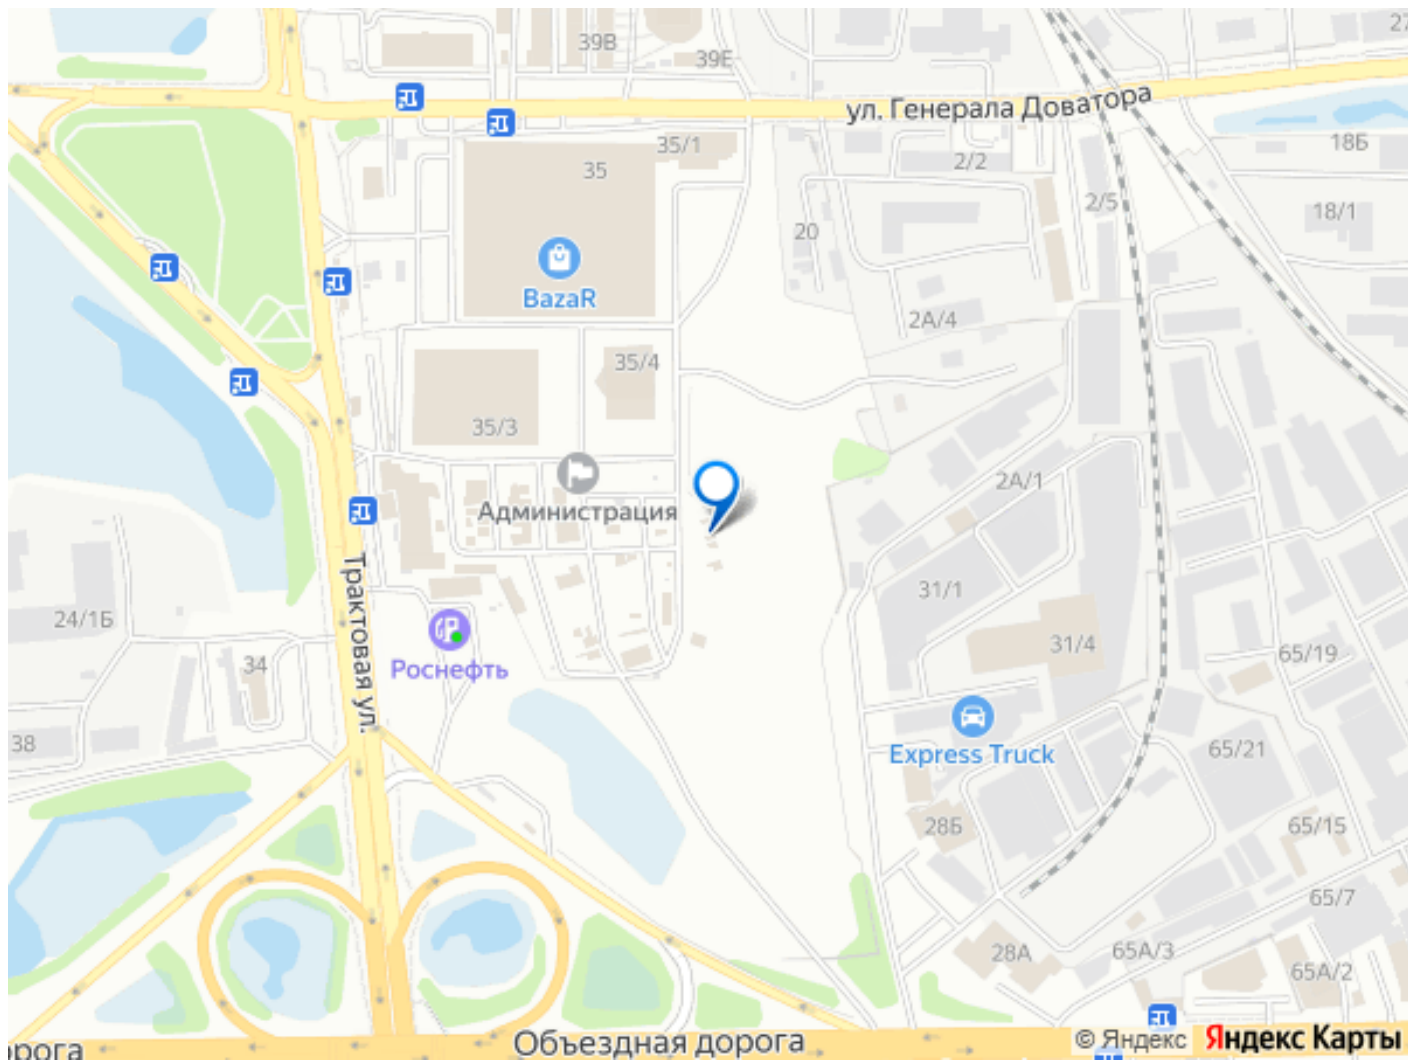 39В
39Е
27
ул. Генерала Доватора
35/1
35
2/2
18Б
2/5
18/1
20
BazaR
2А/4
35/4
35/3
2А/1
Администрация
31/1
24/1Б
Трактовая ул.
31/4
34
Роснефть
65/19
38
Express Truck
65/21
28Б
65/15
65/7
28А
65А/3
65А/2
Объездная дорога
© Яндекс Яндекс Карты
орога